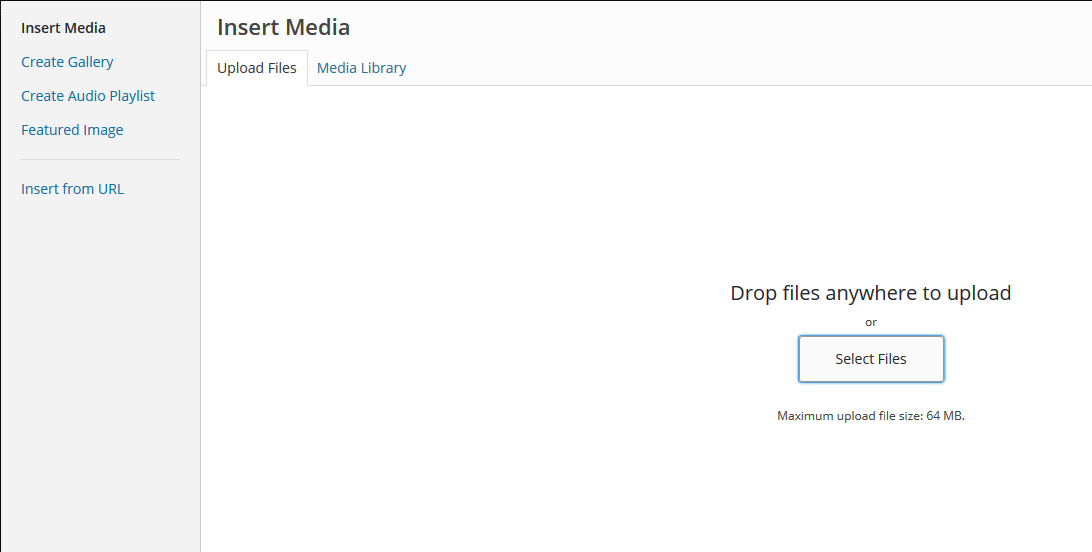 Insert Media
Create Gallery
Create Audio Playlist
Featured Image
Insert from URL
Insert Media
Upload Files Media Library
Drop files anywhere to upload
or
Select Files
Maximum upload file size: 64 MB.